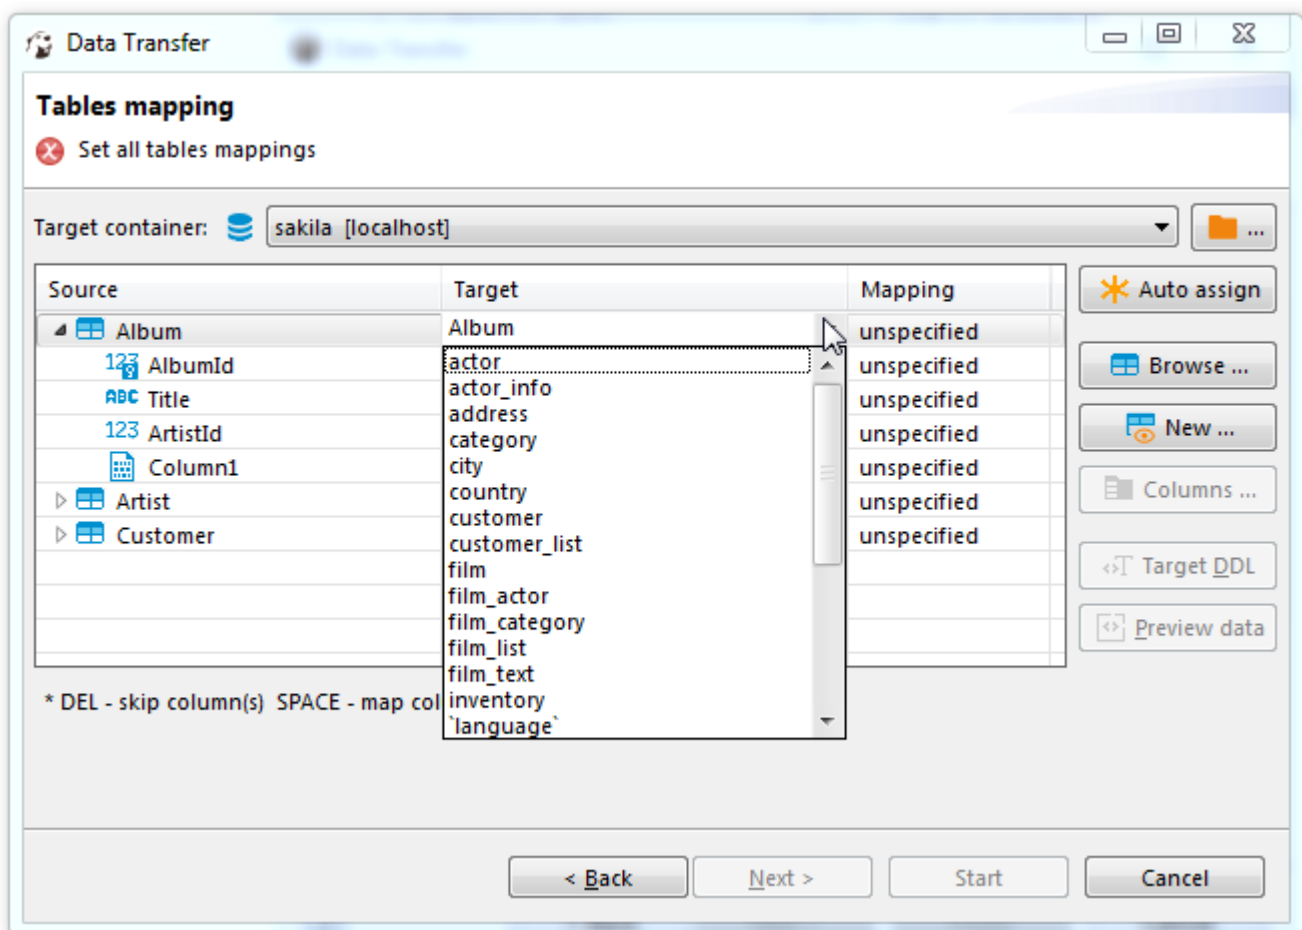 Data Transfer
Tables mapping
Set all tables mappings
Target container: sakila [localhost] ...
Source Target Mapping Auto assign
Album Album unspecified
123 AlbumId actor unspecified Browse ...
actor_info
ABC Title address unspecified
123 ArtistId category unspecified New ...
Column1 city unspecified
country Columns ...
Artist customer unspecified
Customer customer_list unspecified
film Target DDL
film_actor
film_category Preview data
film_list
film_text
* DEL - skip column(s) SPACE - map col inventory
`language`
< Back Next > Start Cancel